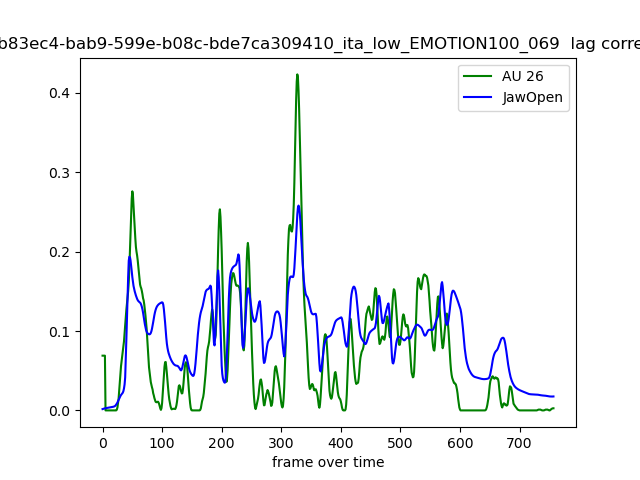 b83ec4-bab9-599e-b08c-bde7ca309410_ita_low_EMOTION100_069 lag corre
AU 26
JawOpen
0.4
0.3
0.2
0.1
0.0
0 100 200 300 400 500 600 700
frame over time